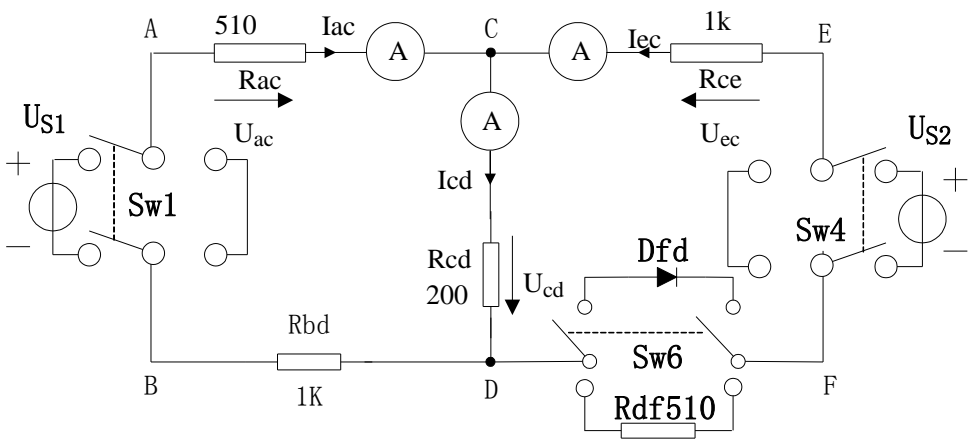 A
510
Iac
A
C
A
Iec
1k
E
Rac
Rce
US1
Uac
A
Uec
US2
+
−
Sw1
Icd
Sw4
+
−
Rcd
200
Ucd
Dfd
Rbd
Sw6
B
1K
D
F
Rdf510